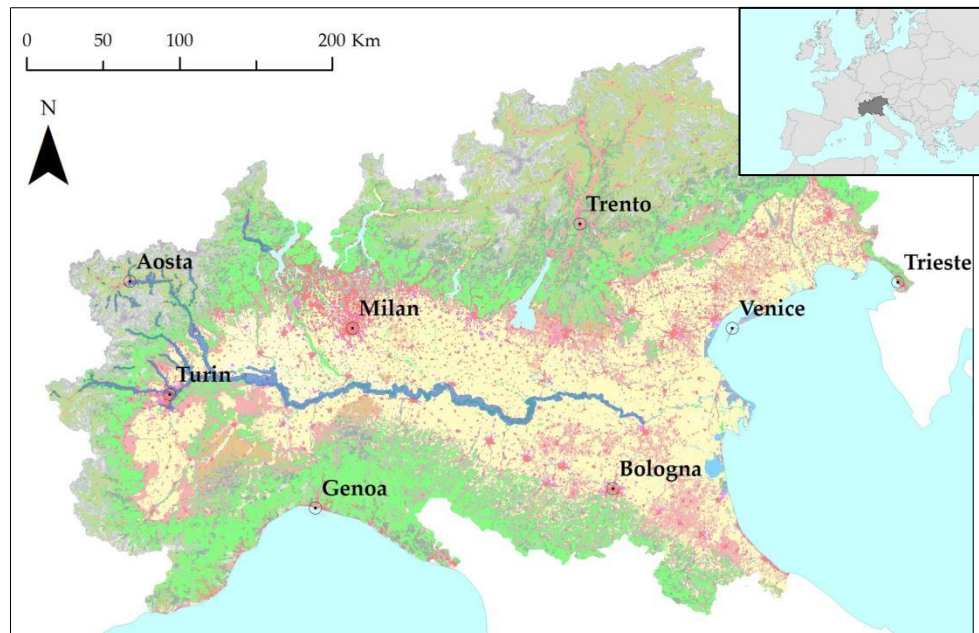 0 50 100 200 Km
N
Trento
Aosta
Trieste
Milan
Venice
Turin
Bologna
Genoa